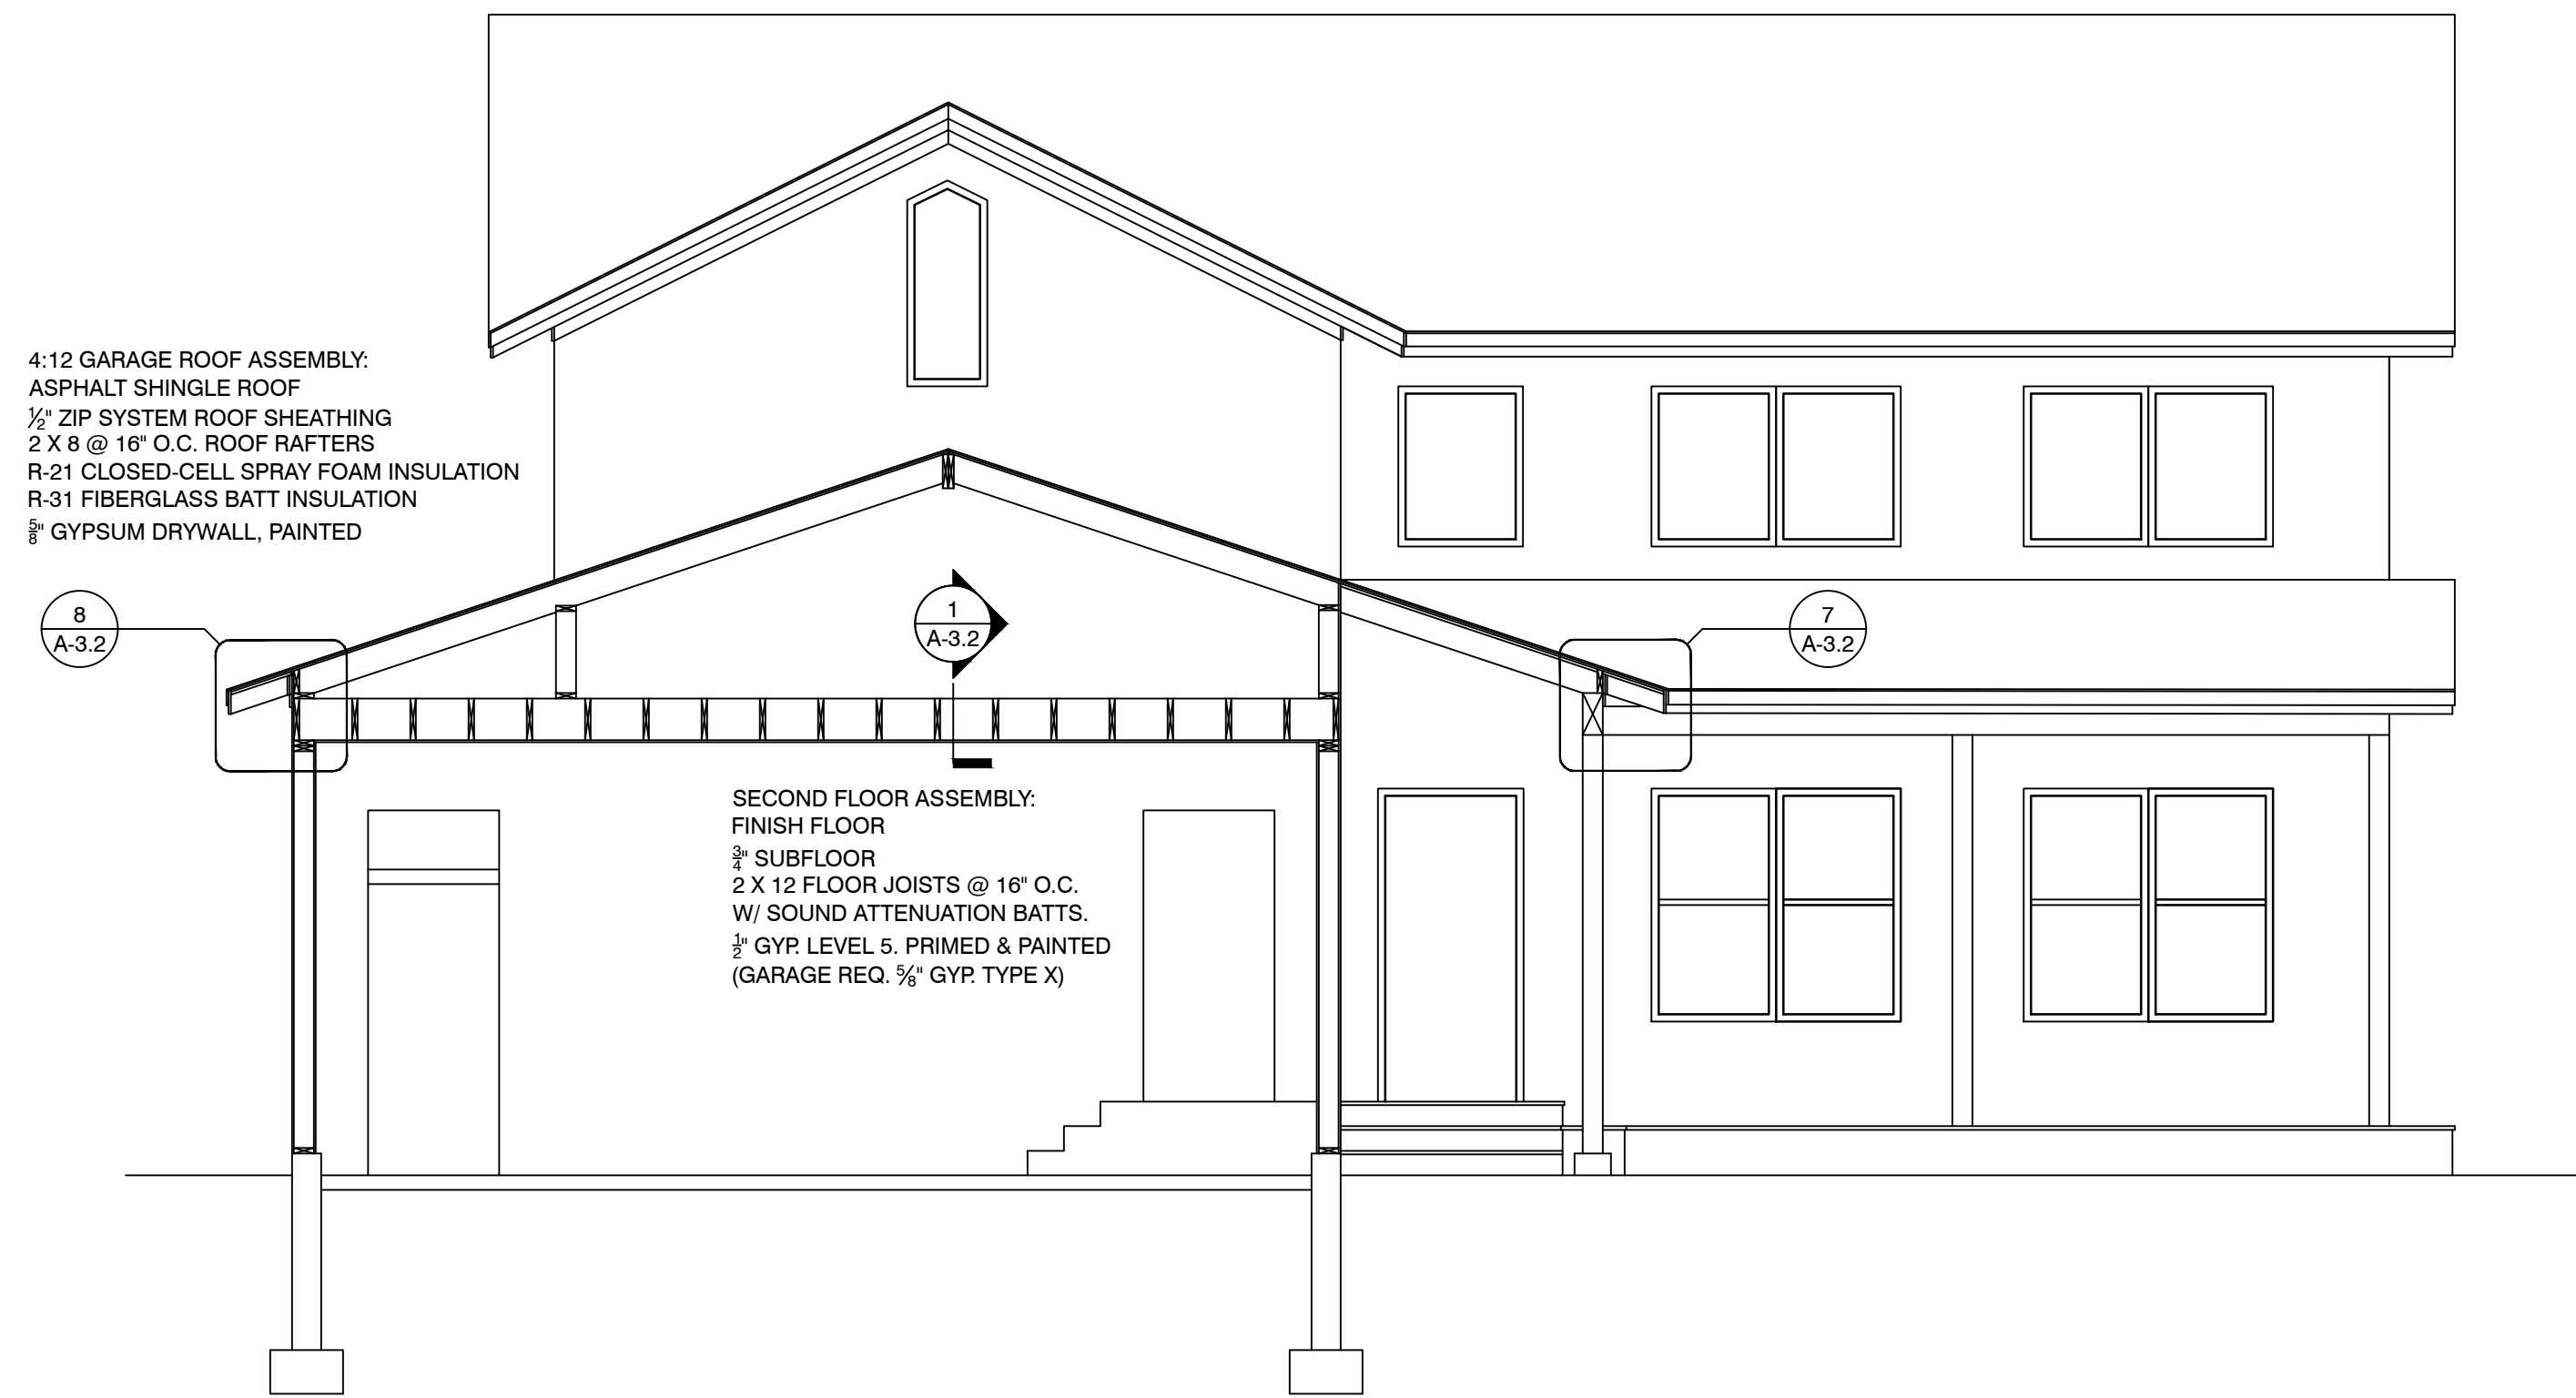 4:12 GARAGE ROOF ASSEMBLY:
ASPHALT SHINGLE ROOF
1/2" ZIP SYSTEM ROOF SHEATHING
2 X 8 @ 16" O.C. ROOF RAFTERS
R-21 CLOSED-CELL SPRAY FOAM INSULATION
R-31 FIBERGLASS BATT INSULATION
5/8" GYPSUM DRYWALL, PAINTED
8
A-3.2
1
A-3.2
7
A-3.2
SECOND FLOOR ASSEMBLY:
FINISH FLOOR
3/4" SUBFLOOR
2 X 12 FLOOR JOISTS @ 16" O.C.
W/ SOUND ATTENUATION BATTS.
1/2" GYP. LEVEL 5. PRIMED & PAINTED
(GARAGE REQ. 5/8" GYP. TYPE X)